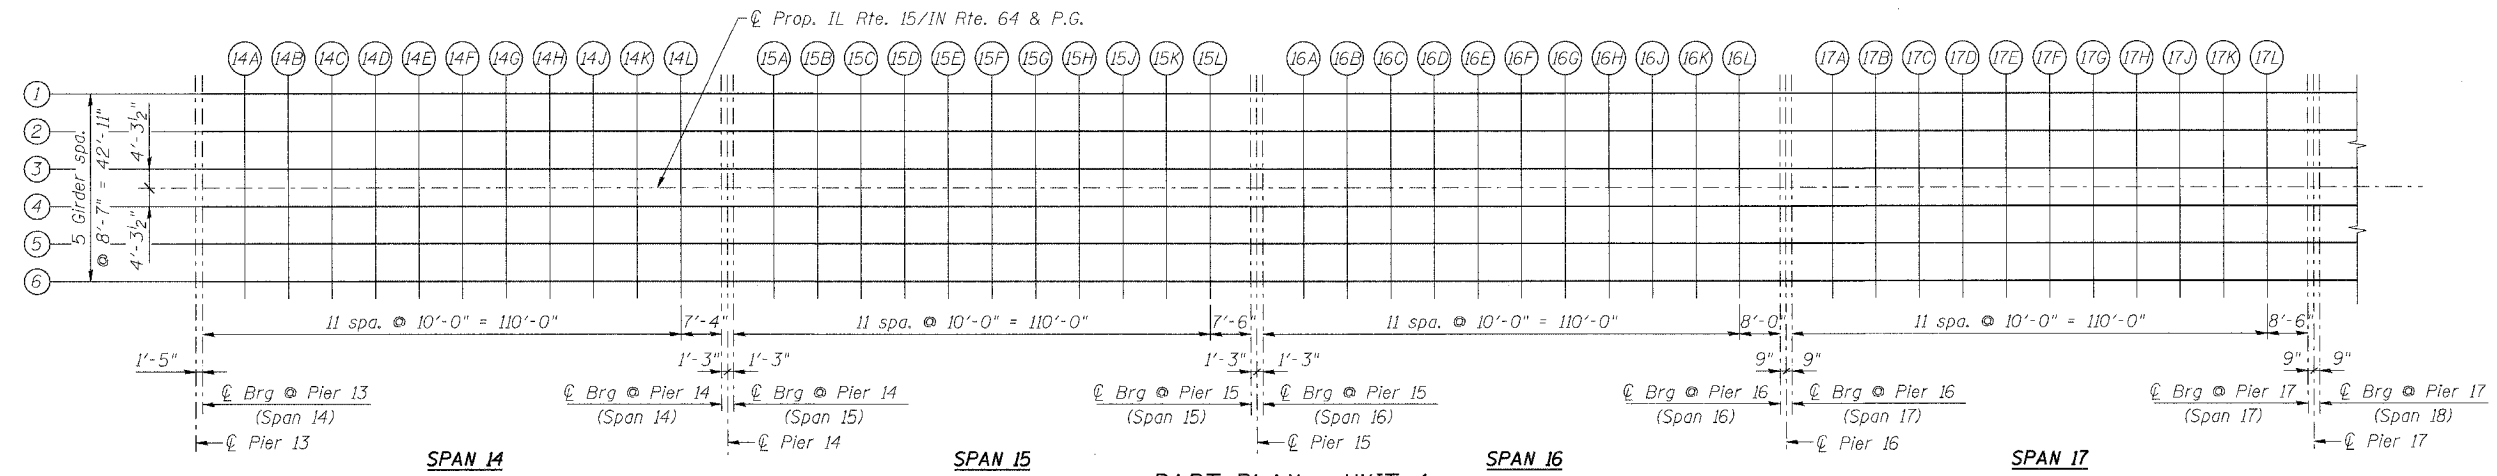 ℄ Prop. IL Rte. 15/IN Rte. 64 & P.G.
14A 14B 14C 14D 14E 14F 14G 14H 14J 14K 14L 15A 15B 15C 15D 15E 15F 15G 15H 15J 15K 15L 16A 16B 16C 16D 16E 16F 16G 16H 16J 16K 16L 17A 17B 17C 17D 17E 17F 17G 17H 17J 17K 17L
1
2
3
4
5
6
5 Girder spa.
@ 8'-7" = 42'-11"
4'-3½"
4'-3½"
11 spa. @ 10'-0" = 110'-0" 7'-4" 11 spa. @ 10'-0" = 110'-0" 7'-6" 11 spa. @ 10'-0" = 110'-0" 8'-0" 11 spa. @ 10'-0" = 110'-0" 8'-6"
1'-5" 1'-3" 1'-3" 1'-3" 1'-3" 9" 9" 9" 9"
℄ Brg @ Pier 13
(Span 14)
℄ Brg @ Pier 14
(Span 14)
℄ Brg @ Pier 14
(Span 15)
℄ Brg @ Pier 15
(Span 15)
℄ Brg @ Pier 15
(Span 16)
℄ Brg @ Pier 16
(Span 16)
℄ Brg @ Pier 16
(Span 17)
℄ Brg @ Pier 17
(Span 17)
℄ Brg @ Pier 17
(Span 18)
℄ Pier 13
℄ Pier 14
℄ Pier 15
℄ Pier 16
℄ Pier 17
SPAN 14
SPAN 15
SPAN 16
SPAN 17